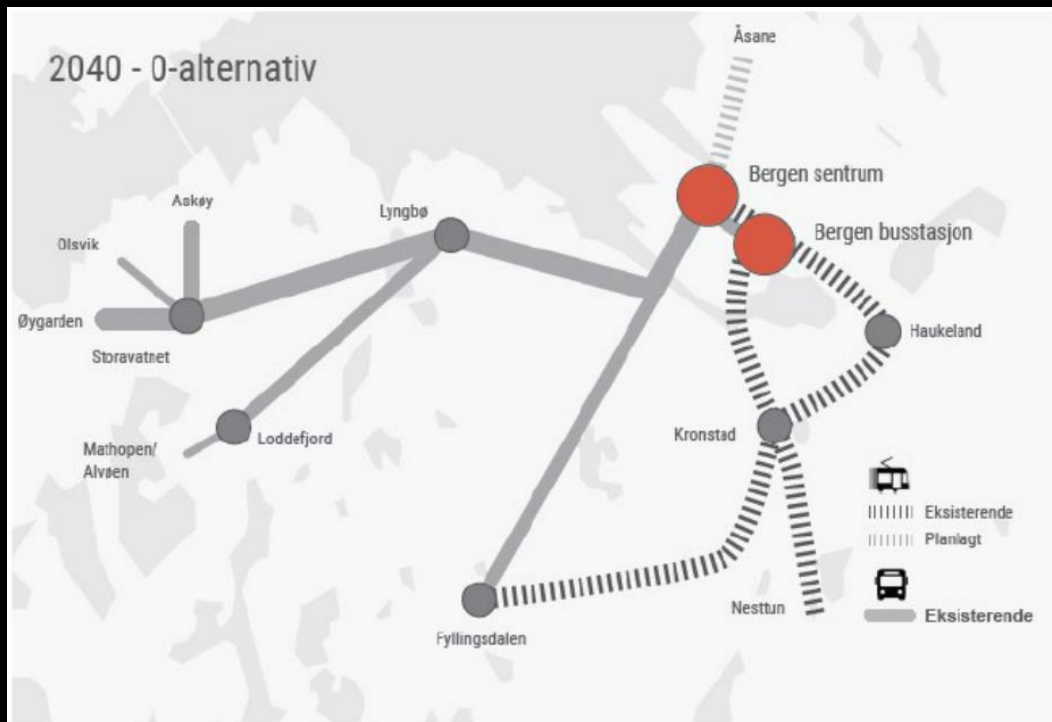 2040 - 0-alternativ
Åsane
Bergen sentrum
Bergen busstasjon
Askøy
Lyngbø
Olsvik
Øygarden
Storavatnet
Haukeland
Kronstad
Loddefjord
Mathopen/
Alvøen
Eksisterende
Planlagt
Eksisterende
Nesttun
Fyllingsdalen